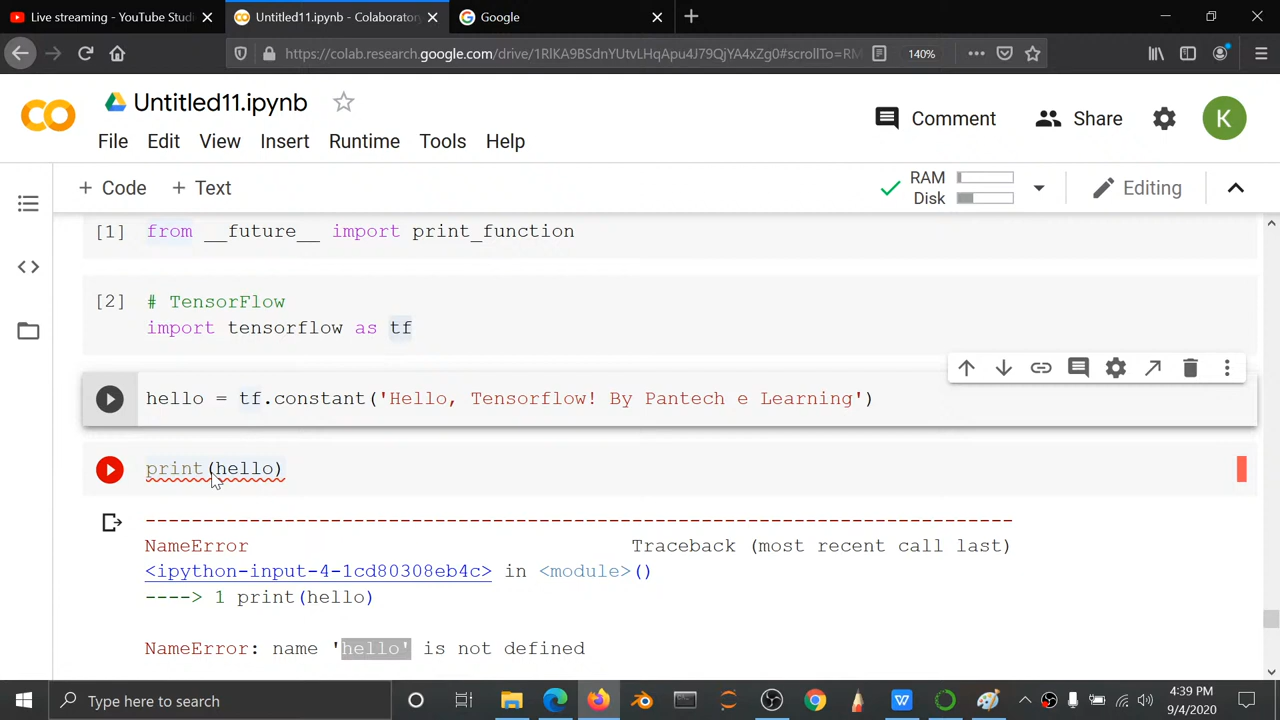 Live streaming - YouTube Studi
Untitled11.ipynb - Colaborator
Google
https://colab.research.google.com/drive/1RlKA9BSdnYUtvLHqApu4J79QjYA4xZg0#scrollTo=RM
140%
CO
Untitled11.ipynb
Comment
Share
K
File Edit View Insert Runtime Tools Help
+ Code + Text
RAM
Disk
Editing
[1] from __future__ import print_function
[2] # TensorFlow
import tensorflow as tf
hello = tf.constant('Hello, Tensorflow! By Pantech e Learning')
print(hello)
---------------------------------------------------------------------------
NameError Traceback (most recent call last)
<ipython-input-4-1cd80308eb4c> in <module>()
----> 1 print(hello)
NameError: name 'hello' is not defined
Type here to search
4:39 PM
9/4/2020